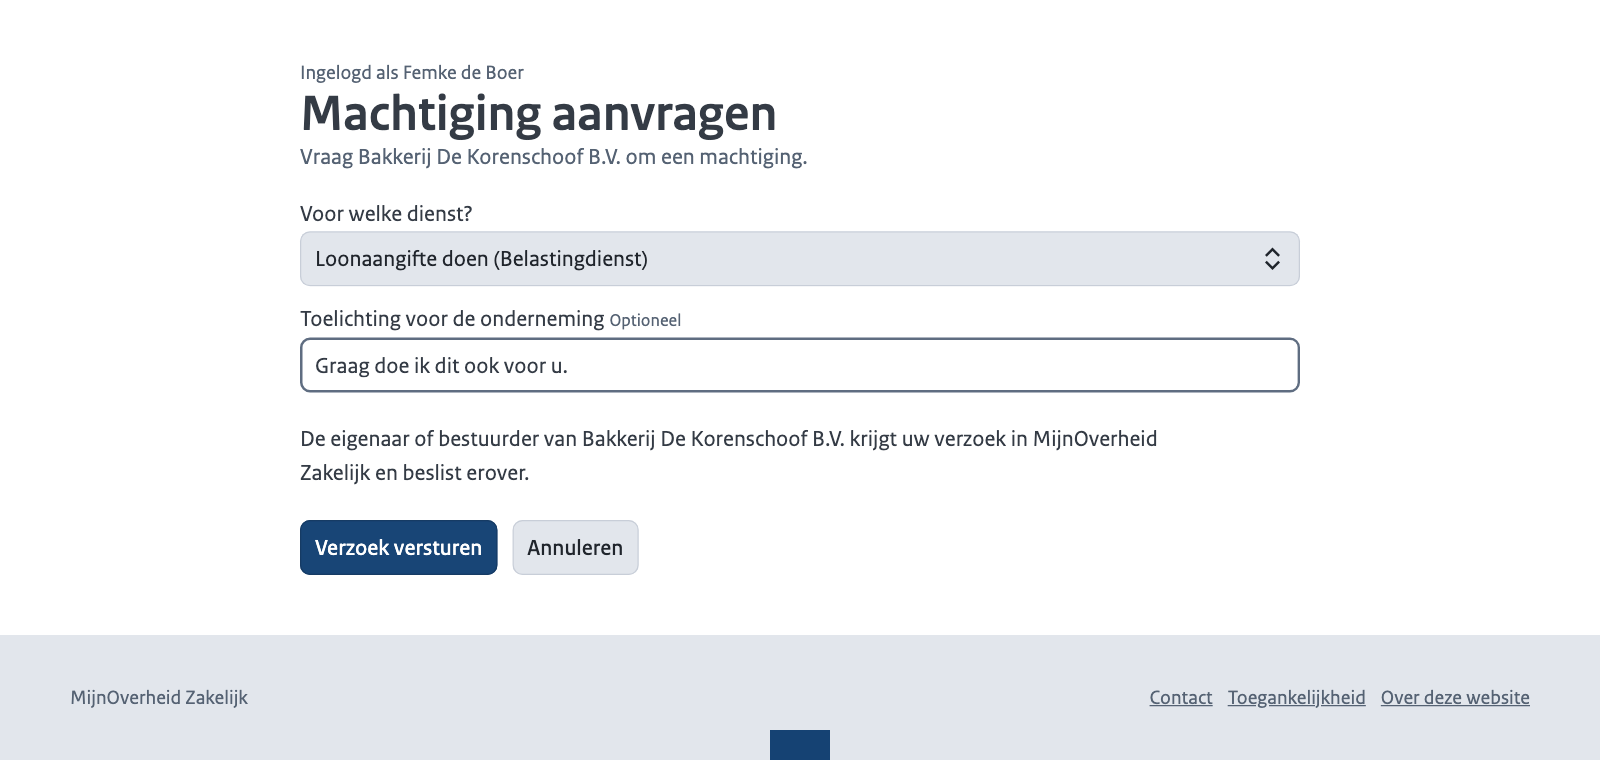 Ingelogd als Femke de Boer
Machtiging aanvragen
Vraag Bakkerij De Korenschoof B.V. om een machtiging.
Voor welke dienst?
Loonaangifte doen (Belastingdienst)
Toelichting voor de onderneming Optioneel
Graag doe ik dit ook voor u.
De eigenaar of bestuurder van Bakkerij De Korenschoof B.V. krijgt uw verzoek in MijnOverheid
Zakelijk en beslist erover.
Verzoek versturen Annuleren
MijnOverheid Zakelijk Contact Toegankelijkheid Over deze website